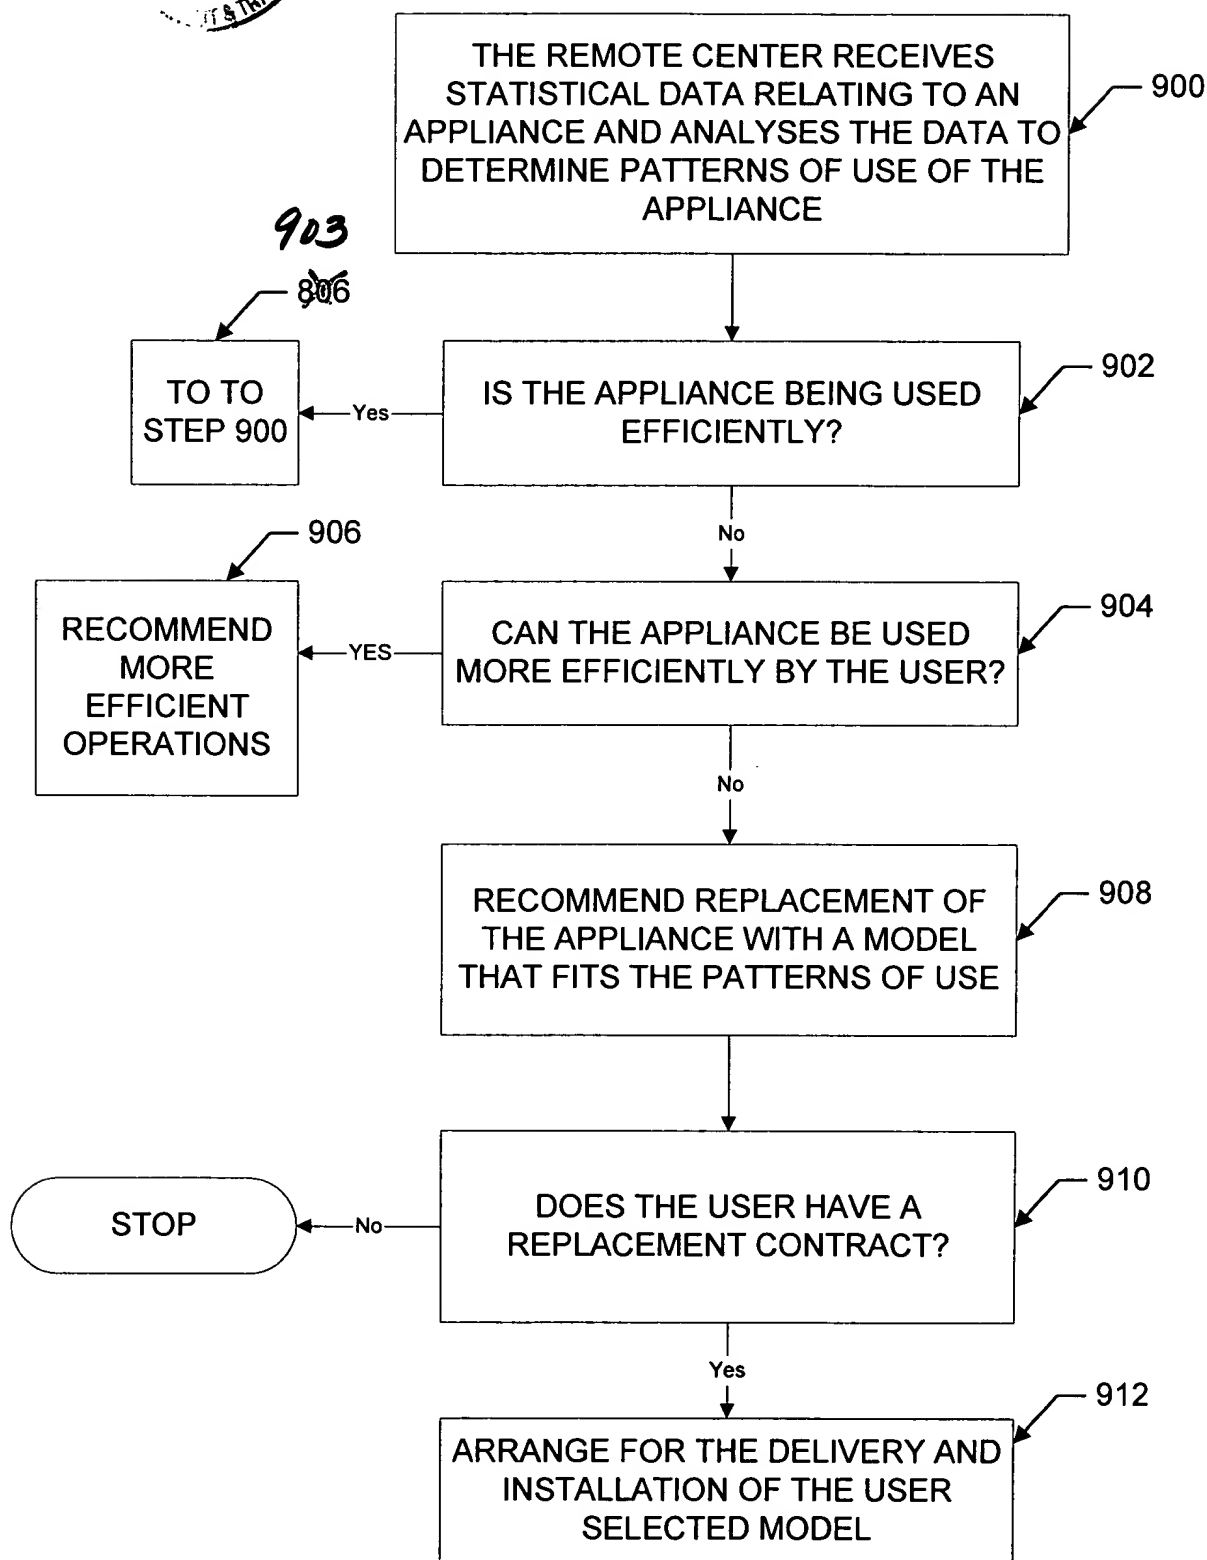 THE REMOTE CENTER RECEIVES
STATISTICAL DATA RELATING TO AN
APPLIANCE AND ANALYSES THE DATA TO
DETERMINE PATTERNS OF USE OF THE
APPLIANCE
900
903
806
TO TO
STEP 900
Yes
IS THE APPLIANCE BEING USED
EFFICIENTLY?
902
No
906
RECOMMEND
MORE
EFFICIENT
OPERATIONS
YES
CAN THE APPLIANCE BE USED
MORE EFFICIENTLY BY THE USER?
904
No
RECOMMEND REPLACEMENT OF
THE APPLIANCE WITH A MODEL
THAT FITS THE PATTERNS OF USE
908
STOP
No
DOES THE USER HAVE A
REPLACEMENT CONTRACT?
910
Yes
ARRANGE FOR THE DELIVERY AND
INSTALLATION OF THE USER
SELECTED MODEL
912